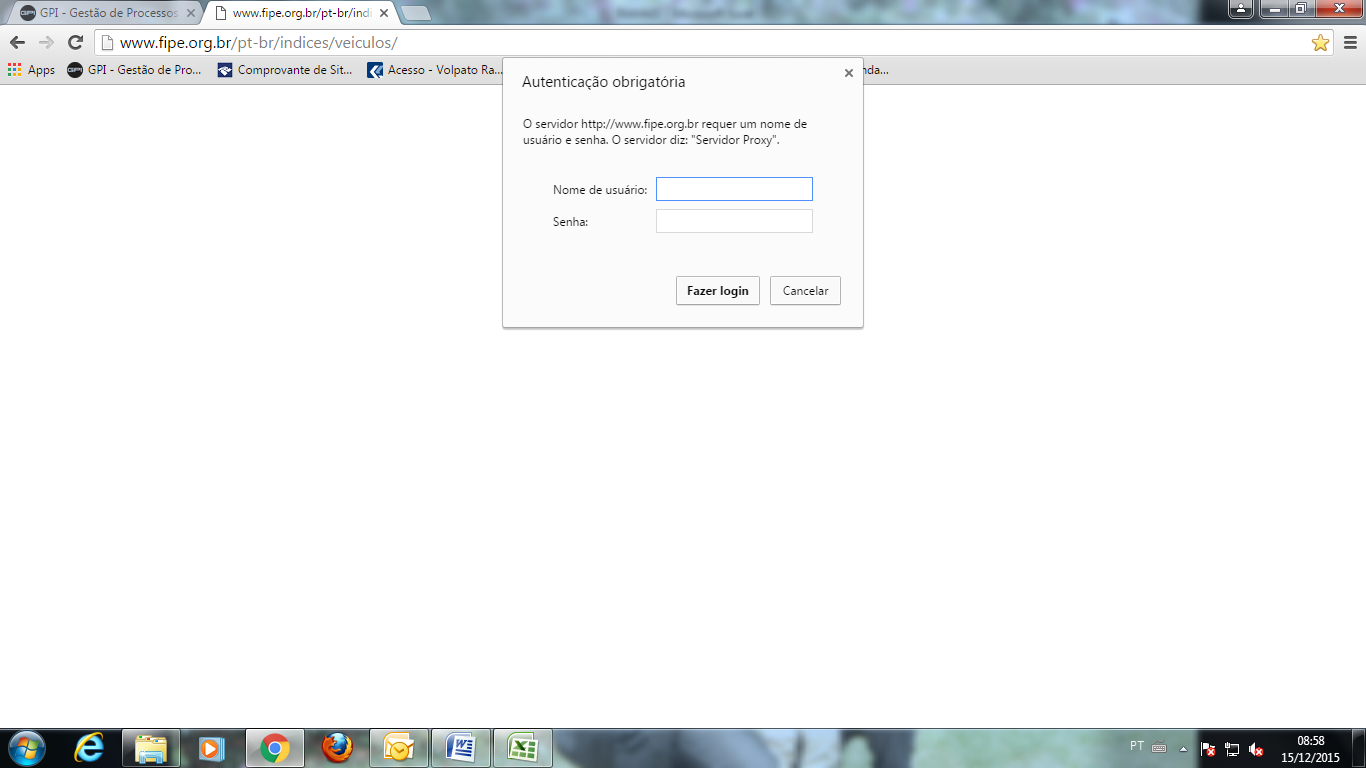 GPI - Gestão de Processos
www.fipe.org.br/pt-br/indi
www.fipe.org.br/pt-br/indices/veiculos/
Apps
GPI - Gestão de Pro...
Comprovante de Sit...
Acesso - Volpato Ra...
nda...
Autenticação obrigatória
O servidor http://www.fipe.org.br requer um nome de
usuário e senha. O servidor diz: "Servidor Proxy".
Nome de usuário:
Senha:
Fazer login
Cancelar
PT
08:58
15/12/2015